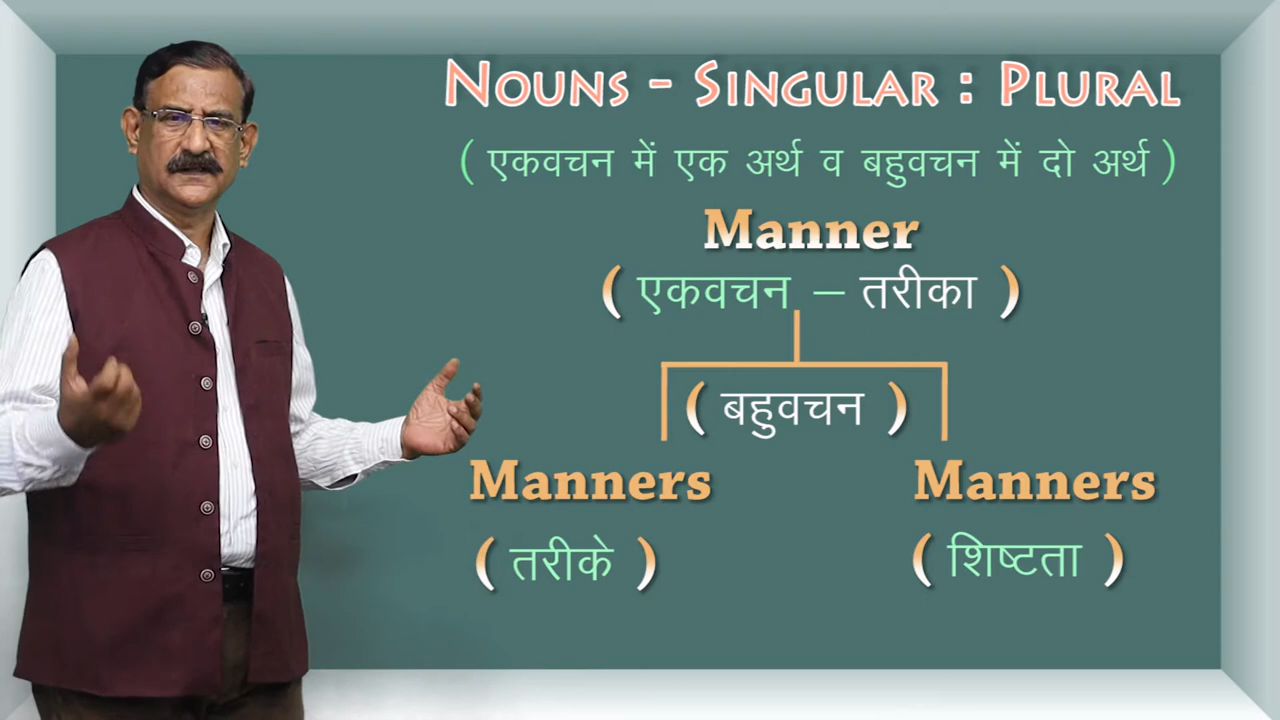 NOUNS - SINGULAR : PLURAL
( एकवचन में एक अर्थ व बहुवचन में दो अर्थ )
Manner
( एकवचन – तरीका )
( बहुवचन )
Manners Manners
( तरीके ) ( शिष्टता )